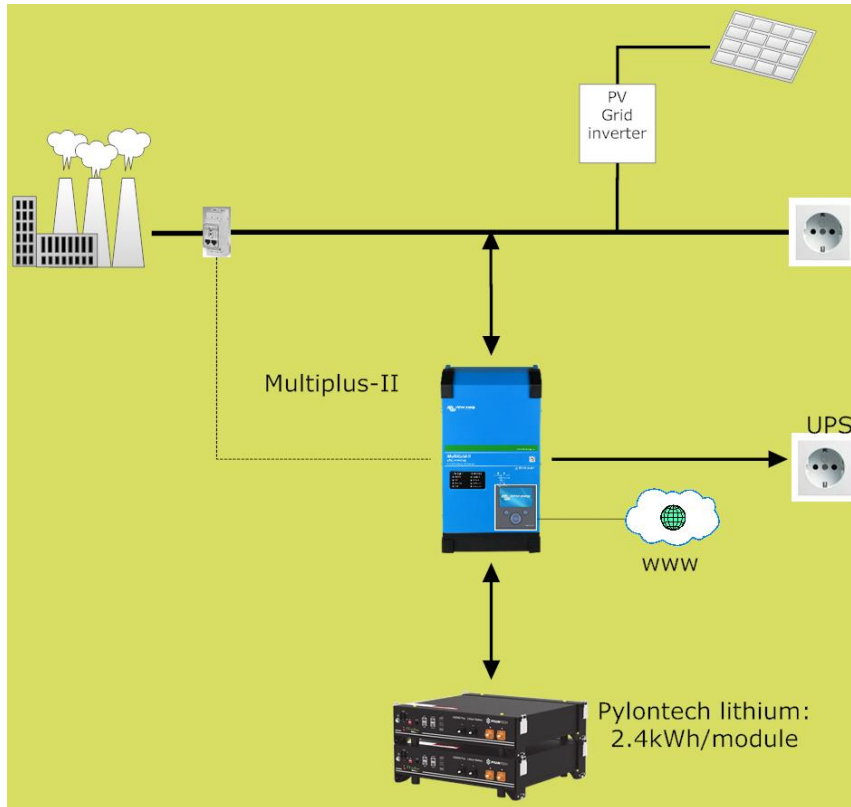 PV
Grid
inverter
Multiplus-II
UPS
www
Pylontech lithium:
2.4kWh/module